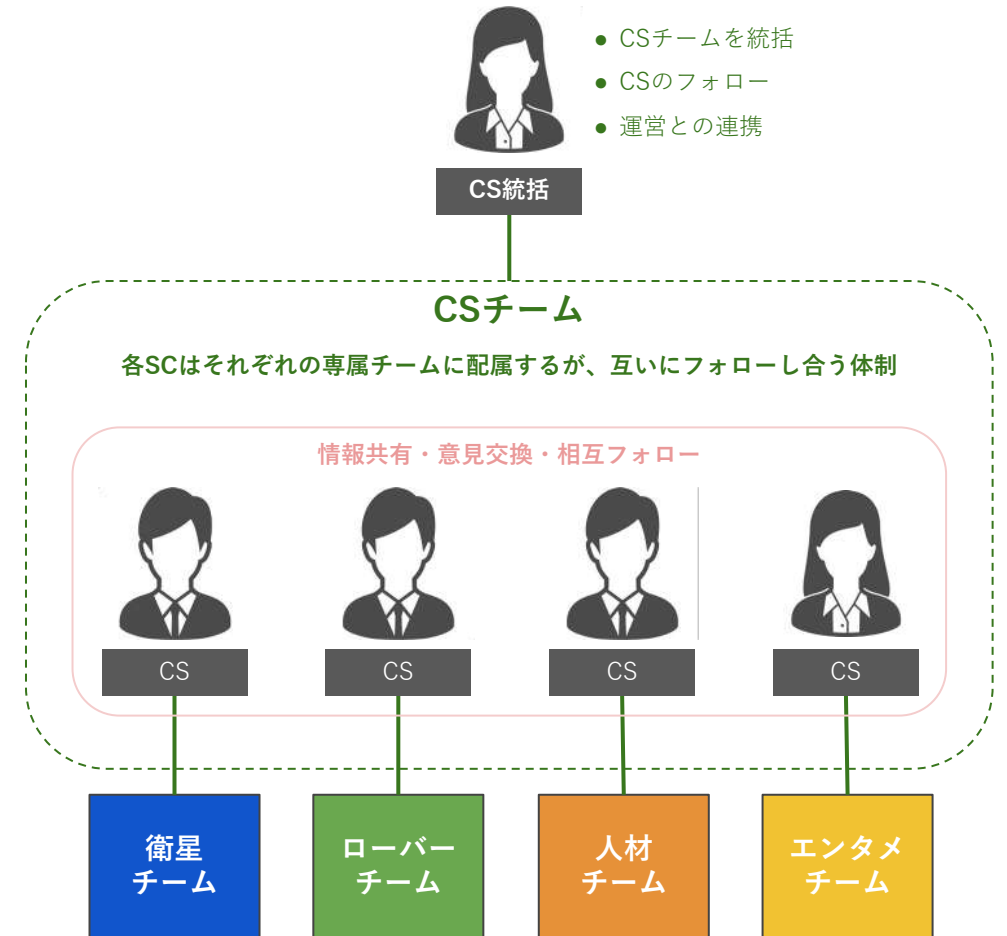 ● CSチームを統括
● CSのフォロー
● 運営との連携
CS統括
CSチーム
各SCはそれぞれの専属チームに配属するが、互いにフォローし合う体制
情報共有・意見交換・相互フォロー
CS
CS
CS
CS
衛星
チーム
ローバー
チーム
人材
チーム
エンタメ
チーム